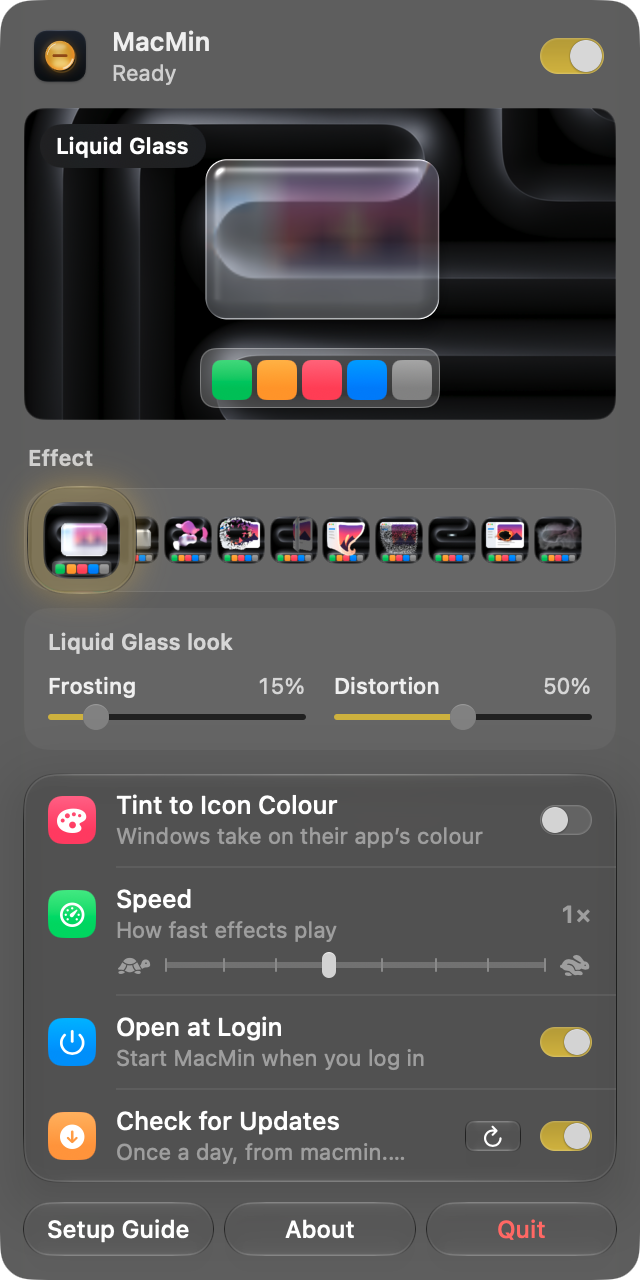 MacMin
Ready
Liquid Glass
Effect
Liquid Glass look
Frosting 15% Distortion 50%
Tint to Icon Colour
Windows take on their app’s colour
Speed
How fast effects play
1×
Open at Login
Start MacMin when you log in
Check for Updates
Once a day, from macmin.…
Setup Guide About Quit